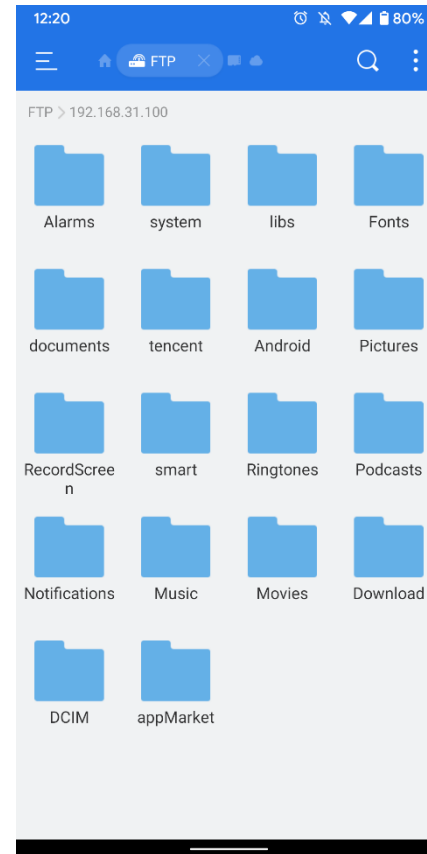 12:20
80%
FTP
FTP > 192.168.31.100
Alarms
system
libs
Fonts
documents
tencent
Android
Pictures
RecordScree
n
smart
Ringtones
Podcasts
Notifications
Music
Movies
Download
DCIM
appMarket